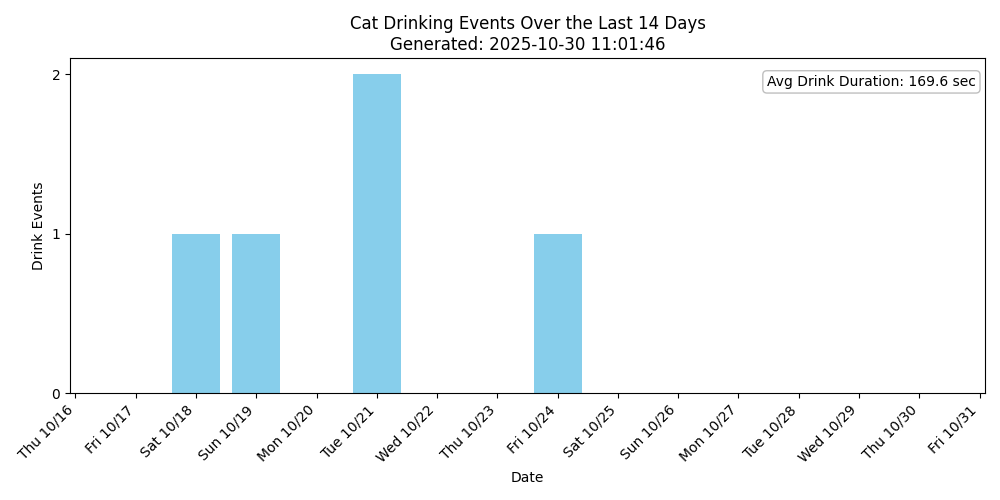 Cat Drinking Events Over the Last 14 Days
Generated: 2025-10-30 11:01:46
Avg Drink Duration: 169.6 sec
Drink Events
2
1
0
Thu 10/16
Fri 10/17
Sat 10/18
Sun 10/19
Mon 10/20
Tue 10/21
Wed 10/22
Thu 10/23
Fri 10/24
Sat 10/25
Sun 10/26
Mon 10/27
Tue 10/28
Wed 10/29
Thu 10/30
Fri 10/31
Date